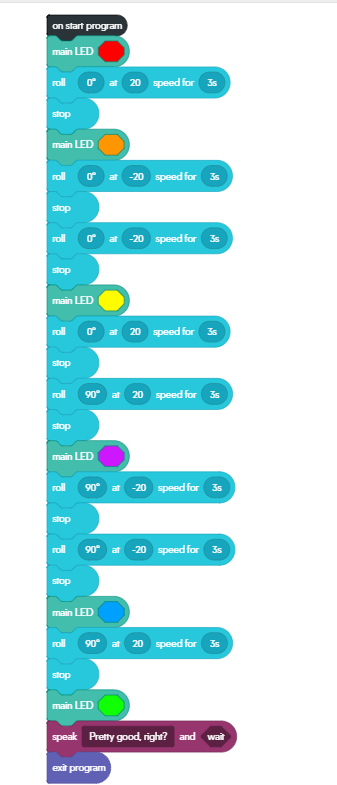 on start program
main LED
roll 0° at 20 speed for 3s
stop
main LED
roll 0° at -20 speed for 3s
stop
roll 0° at -20 speed for 3s
stop
main LED
roll 0° at 20 speed for 3s
stop
roll 90° at 20 speed for 3s
stop
main LED
roll 90° at -20 speed for 3s
stop
roll 90° at -20 speed for 3s
stop
main LED
roll 90° at 20 speed for 3s
stop
main LED
speak Pretty good, right? and wait
exit program